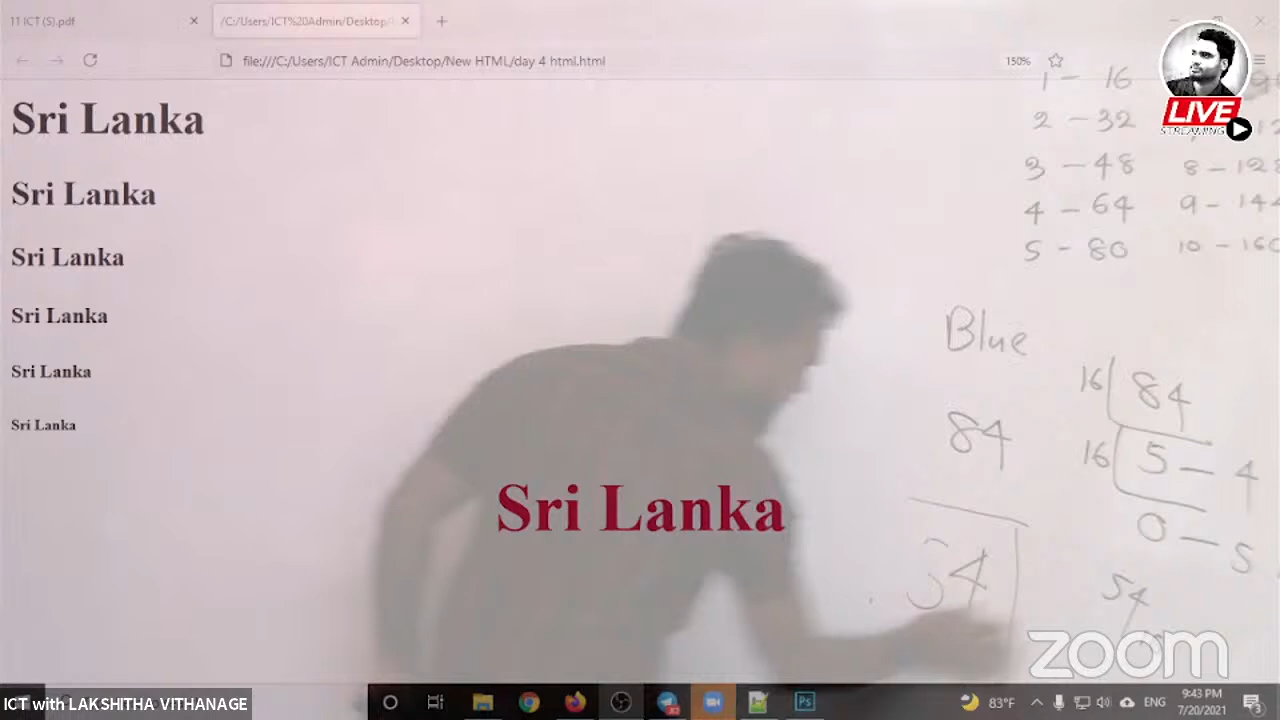 11 ICT (S).pdf
/C:/Users/ICT%20Admin/Desktop/
file:///C:/Users/ICT Admin/Desktop/New HTML/day 4 html.html
150%
LIVE
STREAMING
1 - 16
2 - 32
3 - 48
8 - 128
4 - 64
9 - 144
5 - 80
10 - 160
Sri Lanka
Sri Lanka
Sri Lanka
Sri Lanka
Sri Lanka
Sri Lanka
Sri Lanka
Blue
84
16 84
16 5 - 4
0 - 5
54
54
zoom
ICT with LAKSHITHA VITHANAGE
83°F
ENG
9:43 PM
7/20/2021
Ps
3